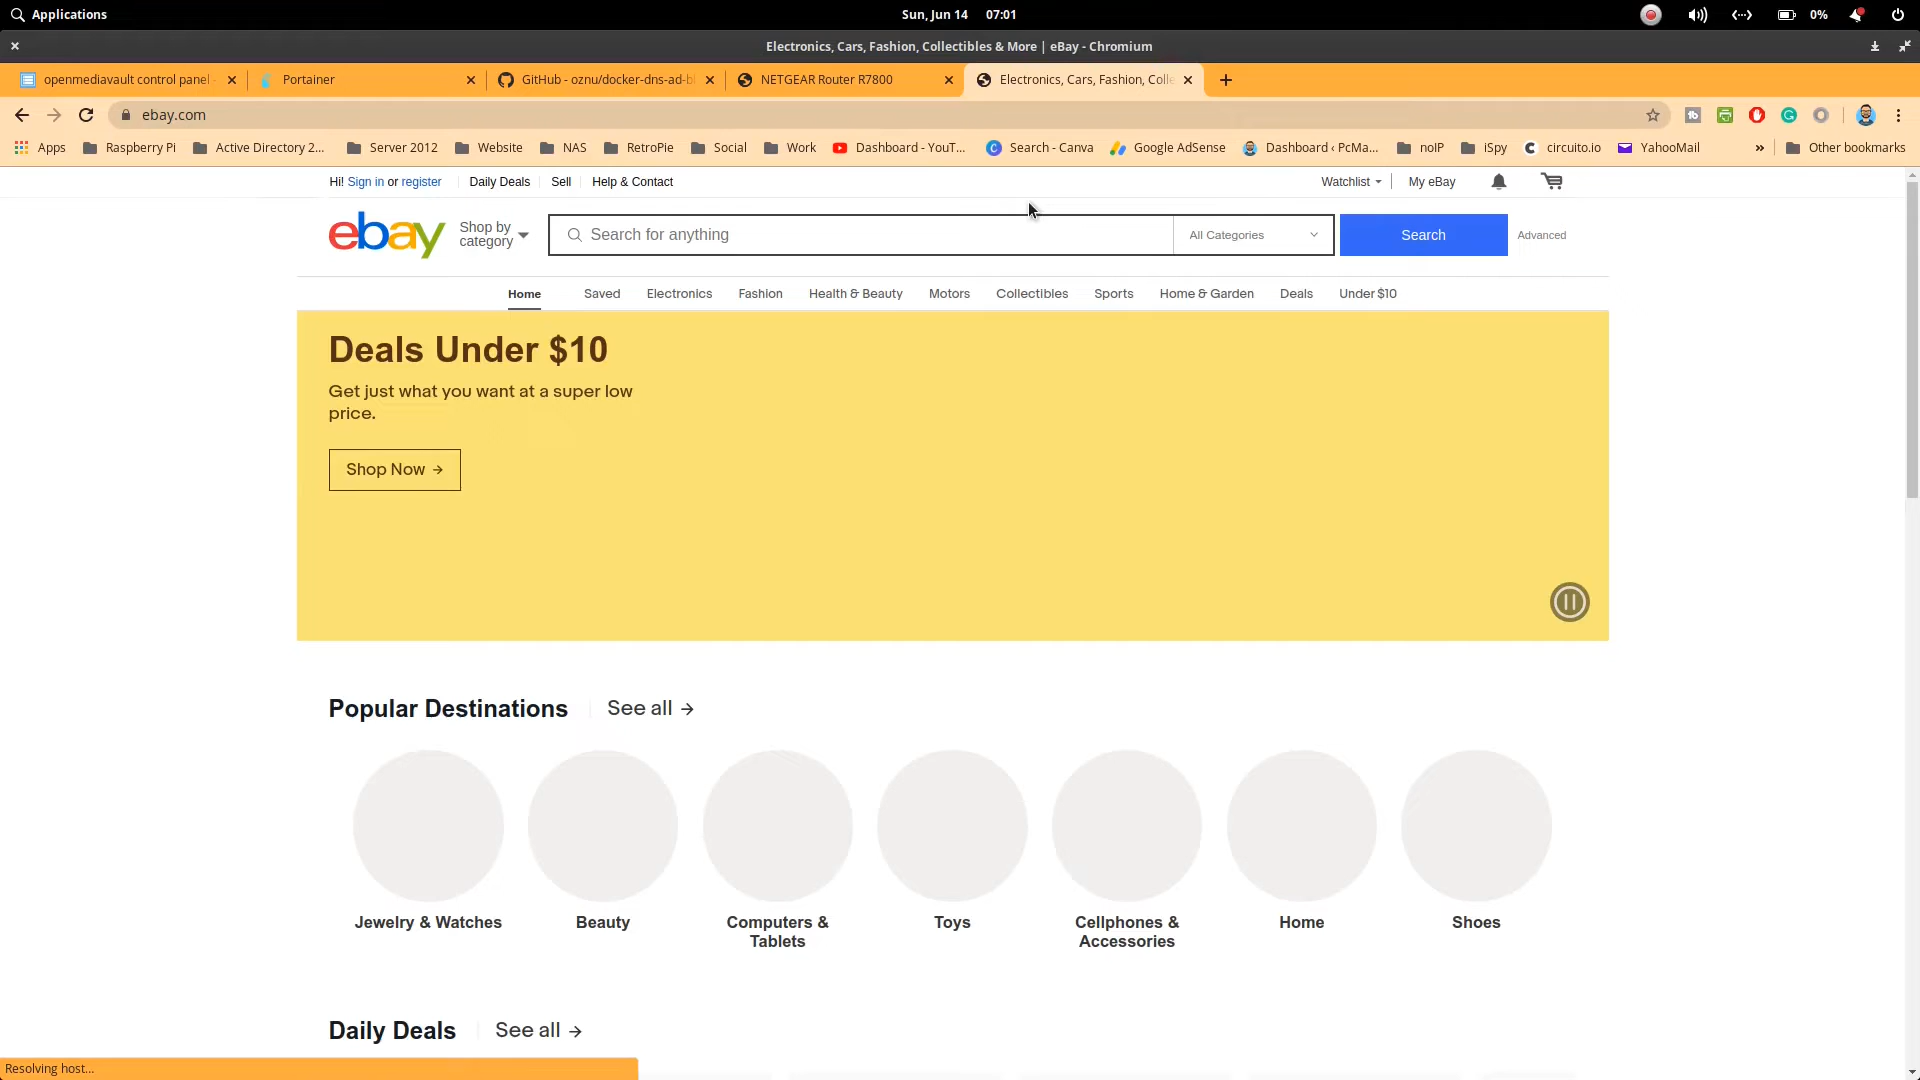 Applications
Sun, Jun 14 07:01
0%
Electronics, Cars, Fashion, Collectibles & More | eBay - Chromium
openmediavault control panel -
Portainer
GitHub - oznu/docker-dns-ad-bl
NETGEAR Router R7800
Electronics, Cars, Fashion, Colle
ebay.com
Apps
Raspberry Pi
Active Directory 2...
Server 2012
Website
NAS
RetroPie
Social
Work
Dashboard - YouT...
Search - Canva
Google AdSense
Dashboard ‹ PcMa...
noIP
iSpy
circuito.io
YahooMail
»
Other bookmarks
Hi! Sign in or register
Daily Deals
Sell
Help & Contact
Watchlist
My eBay
ebay
Shop by
category
Search for anything
All Categories
Search
Advanced
Home
Saved
Electronics
Fashion
Health & Beauty
Motors
Collectibles
Sports
Home & Garden
Deals
Under $10
Deals Under $10
Get just what you want at a super low
price.
Shop Now →
Popular Destinations
See all →
Jewelry & Watches
Beauty
Computers &
Tablets
Toys
Cellphones &
Accessories
Home
Shoes
Daily Deals
See all →
Resolving host...